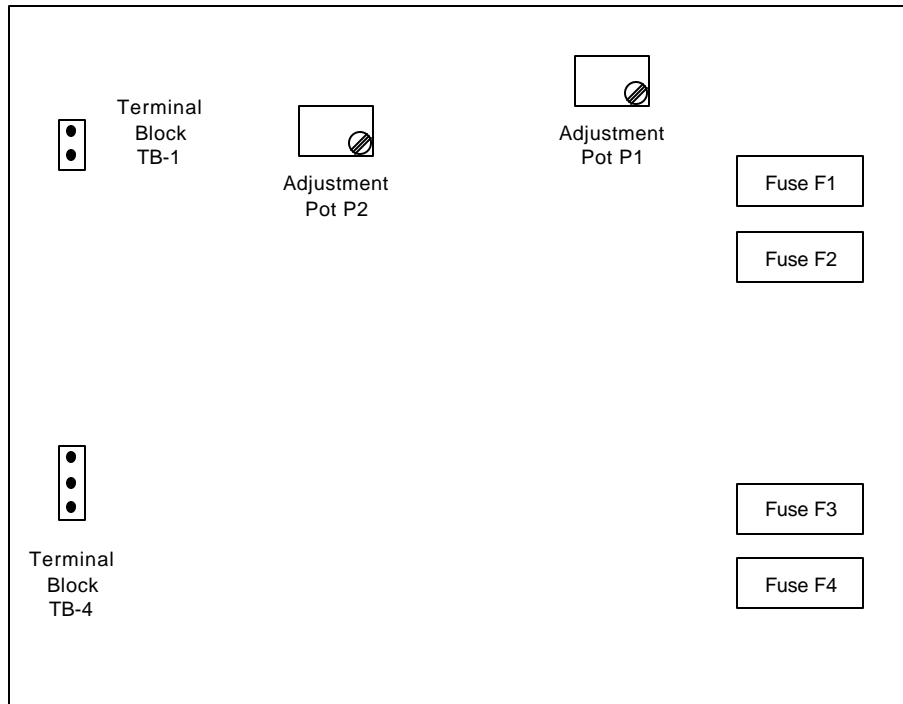 Terminal
Block
TB-1
Adjustment
Pot P2
Adjustment
Pot P1
Fuse F1
Fuse F2
Terminal
Block
TB-4
Fuse F3
Fuse F4